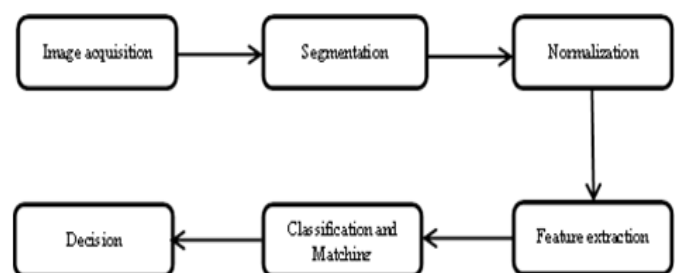 Image acquisition
Segmentation
Normalization
Feature extraction
Classification and
Matching
Decision